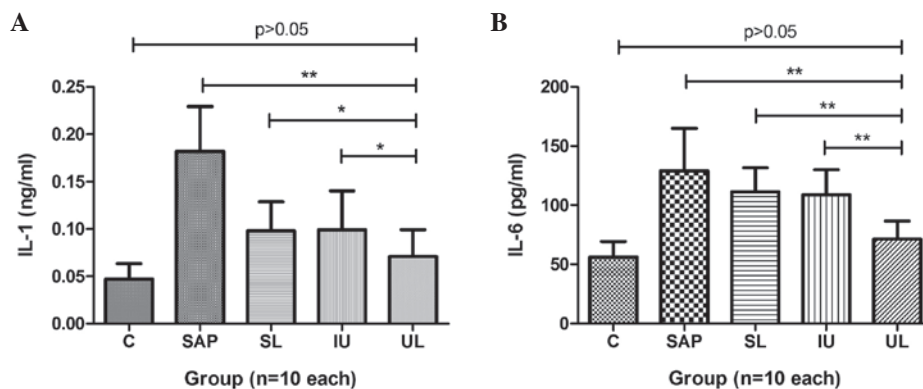 A
p>0.05
**
*
*
IL-1 (ng/ml)
0.25
0.20
0.15
0.10
0.05
0.00
C SAP SL IU UL
Group (n=10 each)
B
p>0.05
**
**
**
IL-6 (pg/ml)
200
150
100
50
0
C SAP SL IU UL
Group (n=10 each)